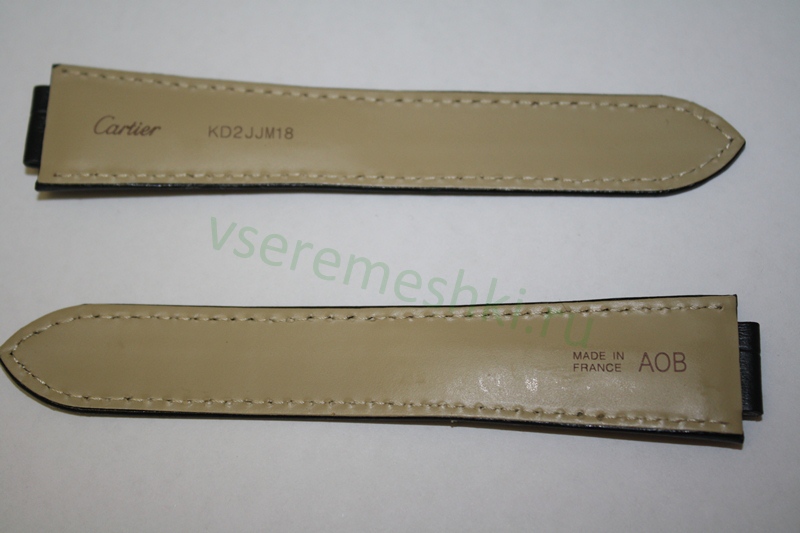 Cartier KD2JJM18
vseremeshki.ru
MADE IN
FRANCE AOB